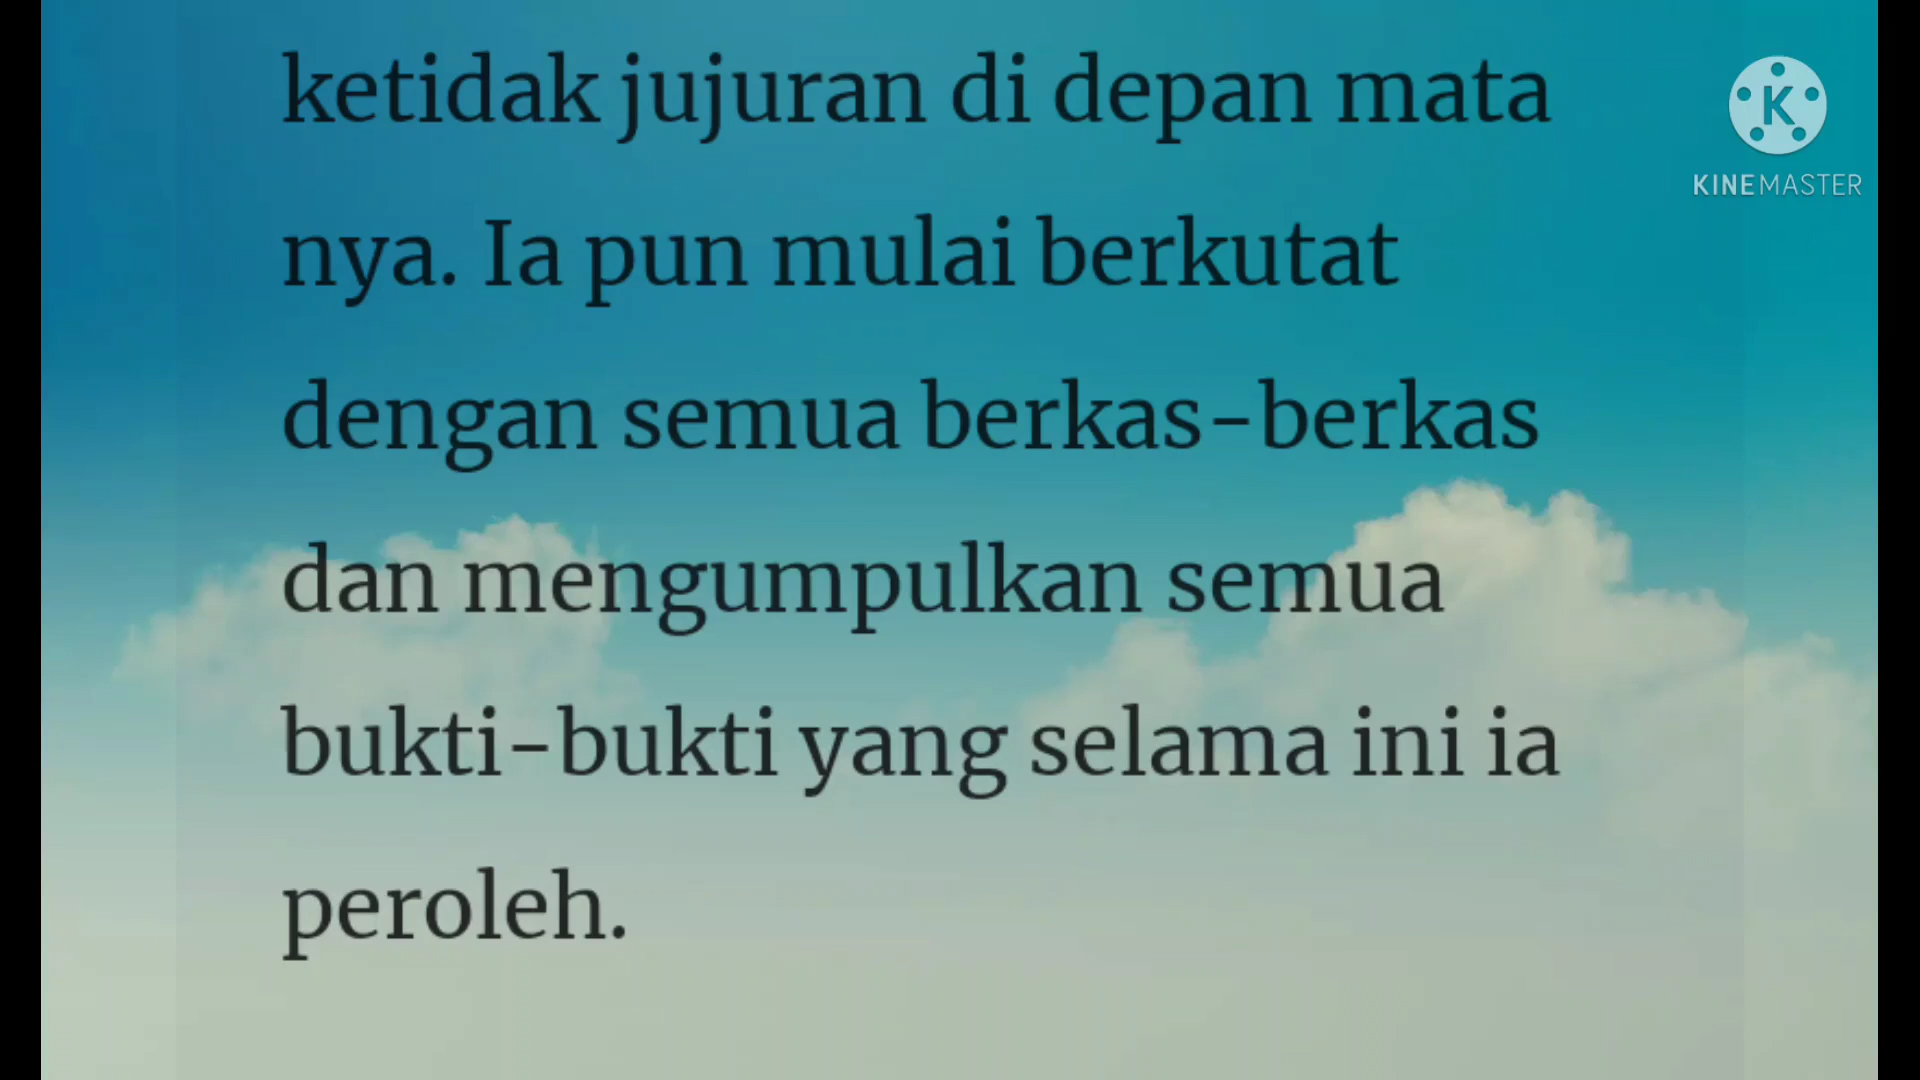 ketidak jujuran di depan mata
nya. Ia pun mulai berkutat
dengan semua berkas-berkas
dan mengumpulkan semua
bukti-bukti yang selama ini ia
peroleh.
K
KINEMASTER